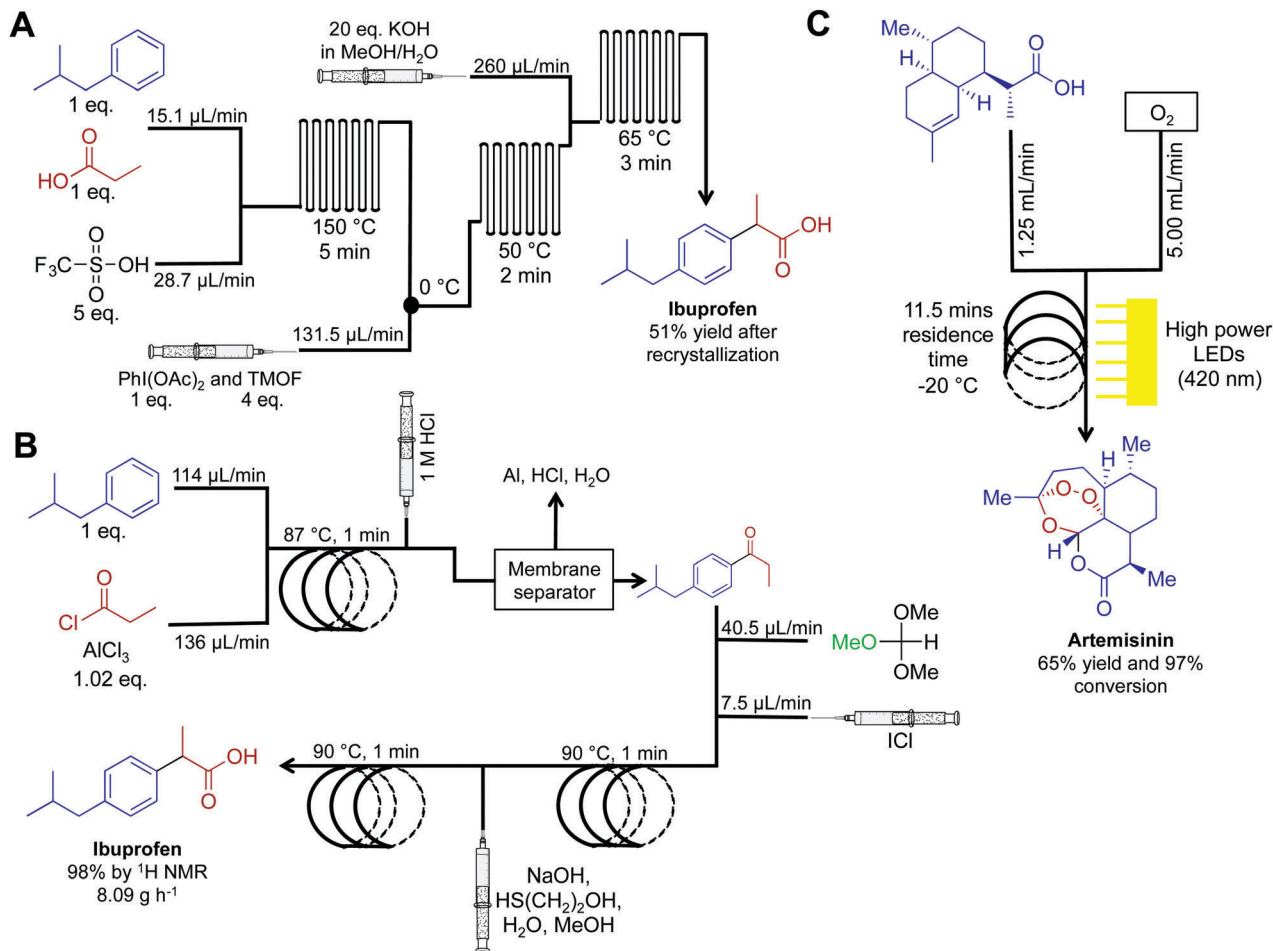 A
1 eq.
15.1 µL/min
O
HO
1 eq.
O
F3C S OH
O
28.7 µL/min
5 eq.
150 °C
5 min
PhI(OAc)2 and TMOF
1 eq. 4 eq.
131.5 µL/min
0 °C
20 eq. KOH
in MeOH/H2O
260 µL/min
50 °C
2 min
65 °C
3 min
OH
O
Ibuprofen
51% yield after
recrystallization
B
1 eq.
114 µL/min
O
Cl
AlCl3
1.02 eq.
136 µL/min
87 °C, 1 min
1 M HCl
Al, HCl, H2O
Membrane
separator
O
40.5 µL/min
OMe
MeO H
OMe
7.5 µL/min
ICl
90 °C, 1 min
90 °C, 1 min
NaOH,
HS(CH2)2OH,
H2O, MeOH
OH
O
Ibuprofen
98% by 1H NMR
8.09 g h-1
C
Me
H
H
O
OH
O2
1.25 mL/min
5.00 mL/min
11.5 mins
residence
time
-20 °C
High power
LEDs
(420 nm)
H
Me
Me
O
O
O
H
O
O
Me
Artemisinin
65% yield and 97%
conversion